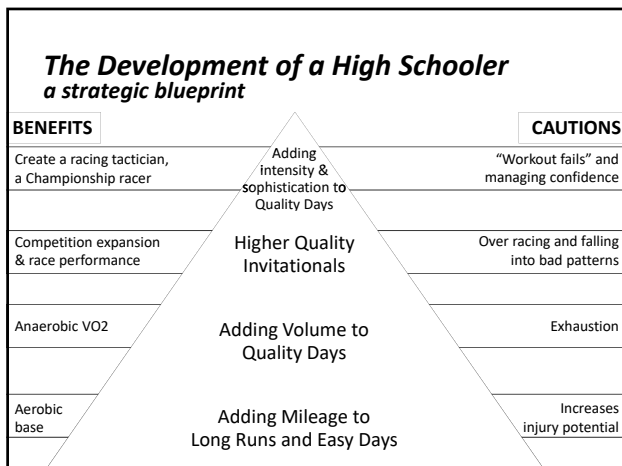 The Development of a High Schooler
a strategic blueprint
BENEFITS
CAUTIONS
Create a racing tactician,
a Championship racer
Adding
intensity &
sophistication to
Quality Days
“Workout fails” and
managing confidence
Competition expansion
& race performance
Higher Quality
Invitationals
Over racing and falling
into bad patterns
Anaerobic VO2
Adding Volume to
Quality Days
Exhaustion
Aerobic
base
Adding Mileage to
Long Runs and Easy Days
Increases
injury potential